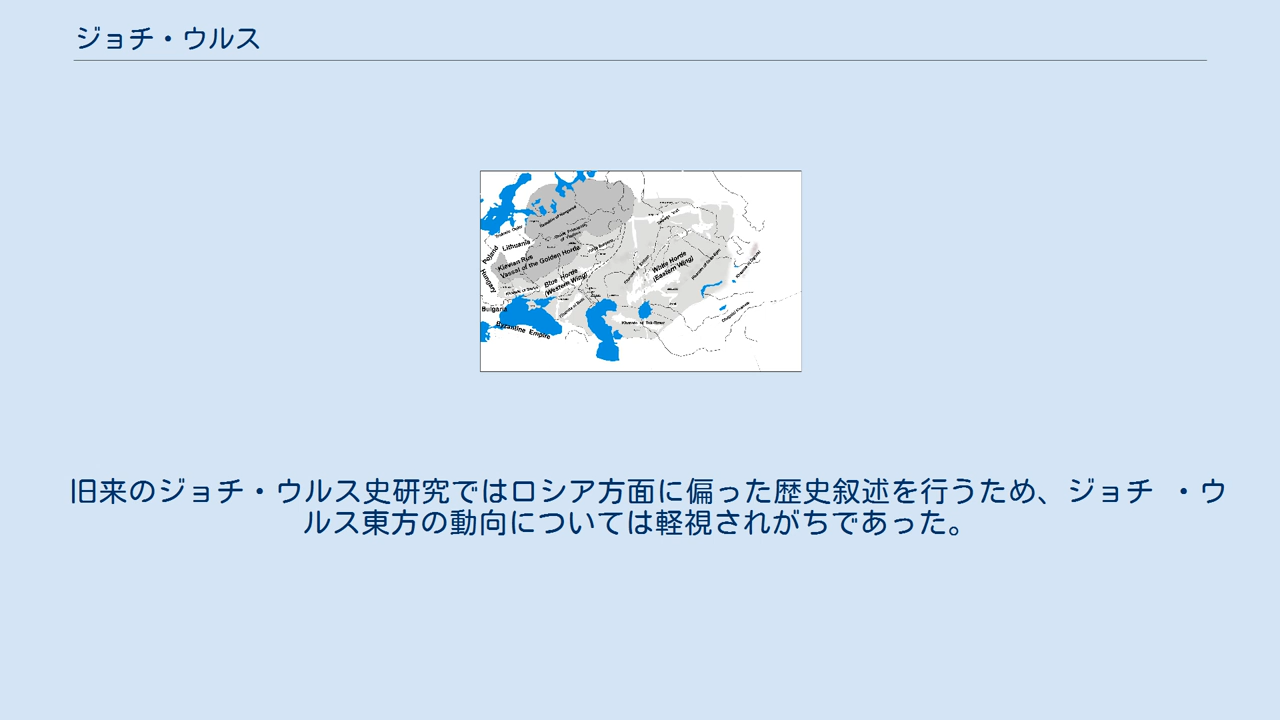 ジョチ・ウルス
Lithuania
Poland
Kievian Rus
Vassal of the Golden Horde
Hungary
Blue Horde
(Western Wing)
White Horde
(Eastern Wing)
Bulgaria
Byzantine Empire
旧来のジョチ・ウルス史研究ではロシア方面に偏った歴史叙述を行うため、ジョチ ・ウ
ルス東方の動向については軽視されがちであった。